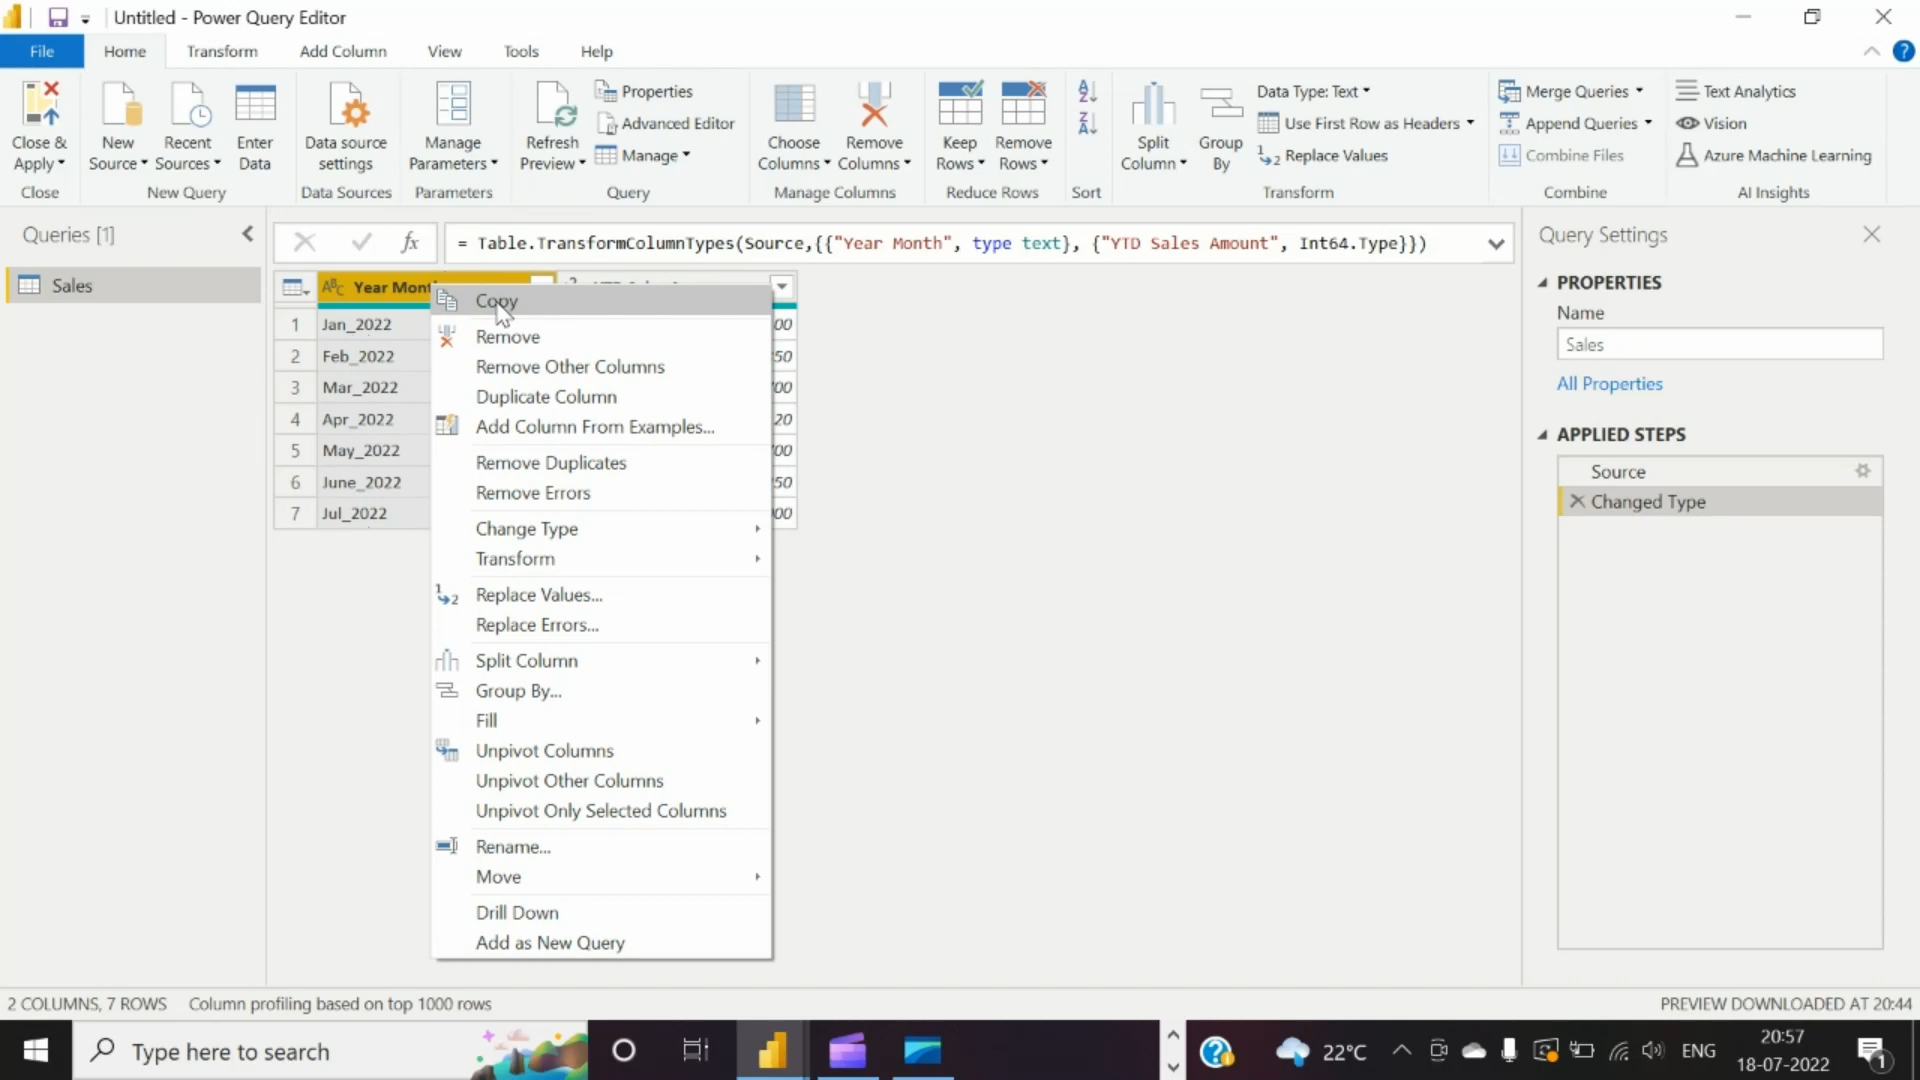 Untitled - Power Query Editor
File Home Transform Add Column View Tools Help
Close & Apply
New Source
Recent Sources
Enter Data
Data source settings
Manage Parameters
Refresh Preview
Properties
Advanced Editor
Manage
Choose Columns
Remove Columns
Keep Rows
Remove Rows
Split Column
Group By
Data Type: Text
Use First Row as Headers
Replace Values
Merge Queries
Append Queries
Combine Files
Text Analytics
Vision
Azure Machine Learning
Close New Query Data Sources Parameters Query Manage Columns Reduce Rows Sort Transform Combine AI Insights
Queries [1]
Sales
fx = Table.TransformColumnTypes(Source,{{"Year Month", type text}, {"YTD Sales Amount", Int64.Type}})
Year Mont
1 Jan_2022 00
2 Feb_2022 50
3 Mar_2022 00
4 Apr_2022 20
5 May_2022 00
6 June_2022 50
7 Jul_2022 00
Copy
Remove
Remove Other Columns
Duplicate Column
Add Column From Examples...
Remove Duplicates
Remove Errors
Change Type
Transform
Replace Values...
Replace Errors...
Split Column
Group By...
Fill
Unpivot Columns
Unpivot Other Columns
Unpivot Only Selected Columns
Rename...
Move
Drill Down
Add as New Query
Query Settings
PROPERTIES
Name
Sales
All Properties
APPLIED STEPS
Source
Changed Type
2 COLUMNS, 7 ROWS Column profiling based on top 1000 rows
PREVIEW DOWNLOADED AT 20:44
Type here to search
22°C
ENG
20:57
18-07-2022
1